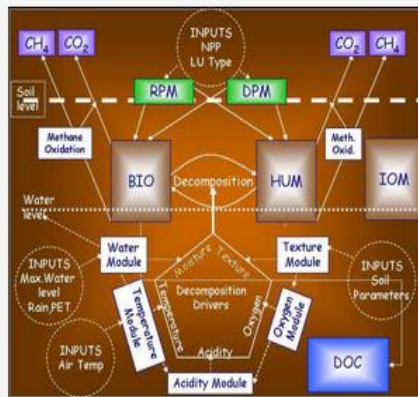 INPUTS
NPP
LU Type
CH4
CO2
CO2
CH4
RPM
DPM
Soil
level
Methane
Oxidation
Meth.
Oxid.
BIO
Decomposition
HUM
IOM
Water
level
Water
Module
Moisture
Texture
Texture
Module
INPUTS
Max.Water
level
Rain,PET
Temperature
Module
Temperature
Decomposition
Drivers
Oxygen
Oxygen
Module
INPUTS
Soil
Parameters
INPUTS
Air Temp
Acidity
Acidity Module
DOC